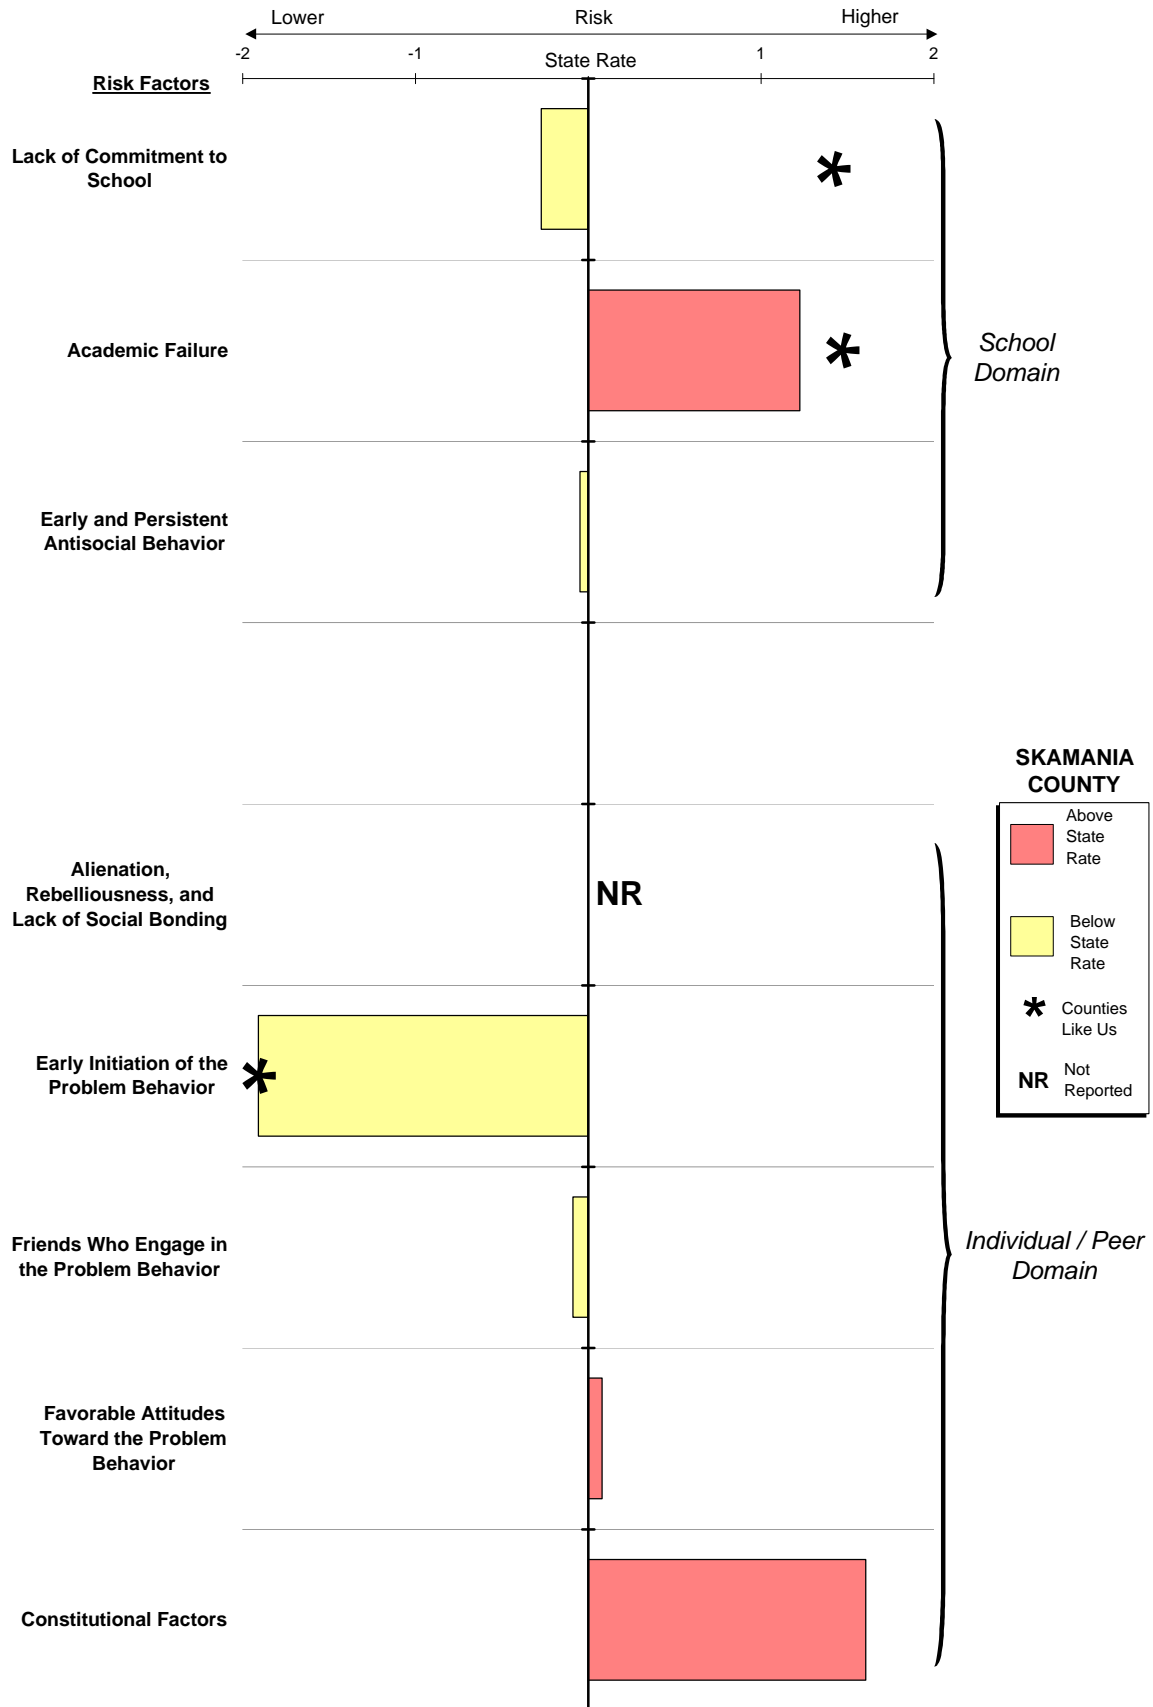 Lower Risk Higher
-2 -1 1 2
State Rate
Risk Factors
Lack of Commitment to
School
*
Academic Failure
*
School
Domain
Early and Persistent
Antisocial Behavior
SKAMANIA
COUNTY
Above
State
Rate
Below
State
Rate
* Counties
Like Us
NR Not
Reported
Alienation,
Rebelliousness, and
Lack of Social Bonding
NR
Early Initiation of the
Problem Behavior
*
Friends Who Engage in
the Problem Behavior
Individual / Peer
Domain
Favorable Attitudes
Toward the Problem
Behavior
Constitutional Factors